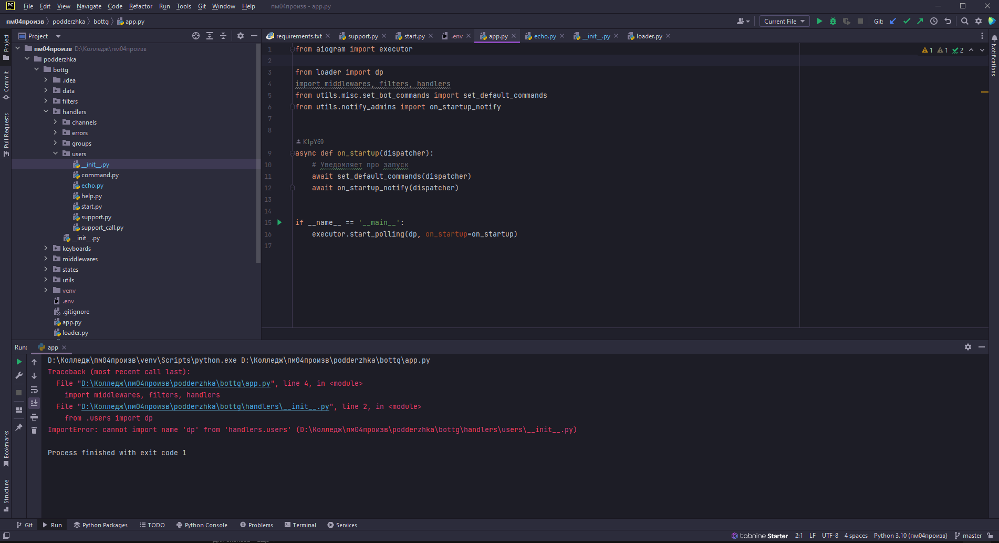 PC File Edit View Navigate Code Refactor Run Tools Git Window Help пм04произв - app.py
пм04произв podderzhka bottg app.py Current File Git:
Project
requirements.txt support.py start.py .env app.py echo.py __init__.py loader.py
Project
Commit
Pull Requests
Bookmarks
Structure
Notifications
пм04произв D:\Колледж\пм04произв
podderzhka
bottg
.idea
data
filters
handlers
channels
errors
groups
users
__init__.py
command.py
echo.py
help.py
start.py
support.py
support_call.py
__init__.py
keyboards
middlewares
states
utils
venv
.env
.gitignore
app.py
loader.py
1 from aiogram import executor
1 1 2
2
3 from loader import dp
4 import middlewares, filters, handlers
5 from utils.misc.set_bot_commands import set_default_commands
6 from utils.notify_admins import on_startup_notify
7
8
K1pY69
9 async def on_startup(dispatcher):
10 # Уведомляет про запуск
11 await set_default_commands(dispatcher)
12 await on_startup_notify(dispatcher)
13
14
15 if __name__ == '__main__':
16 executor.start_polling(dp, on_startup=on_startup)
17
Run: app
D:\Колледж\пм04произв\venv\Scripts\python.exe D:\Колледж\пм04произв\podderzhka\bottg\app.py
Traceback (most recent call last):
File "D:\Колледж\пм04произв\podderzhka\bottg\app.py", line 4, in <module>
import middlewares, filters, handlers
File "D:\Колледж\пм04произв\podderzhka\bottg\handlers\__init__.py", line 2, in <module>
from .users import dp
ImportError: cannot import name 'dp' from 'handlers.users' (D:\Колледж\пм04произв\podderzhka\bottg\handlers\users\__init__.py)
Process finished with exit code 1
Git Run Python Packages TODO Python Console Problems Terminal Services
tabnine Starter 2:1 LF UTF-8 4 spaces Python 3.10 (пм04произв) master